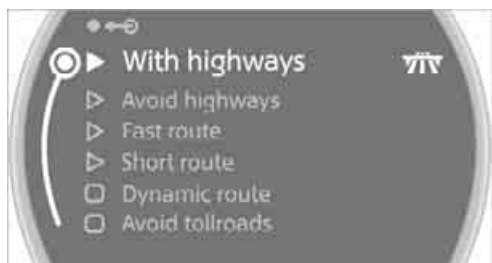 With highways
Avoid highways
Fast route
Short route
Dynamic route
Avoid tollroads